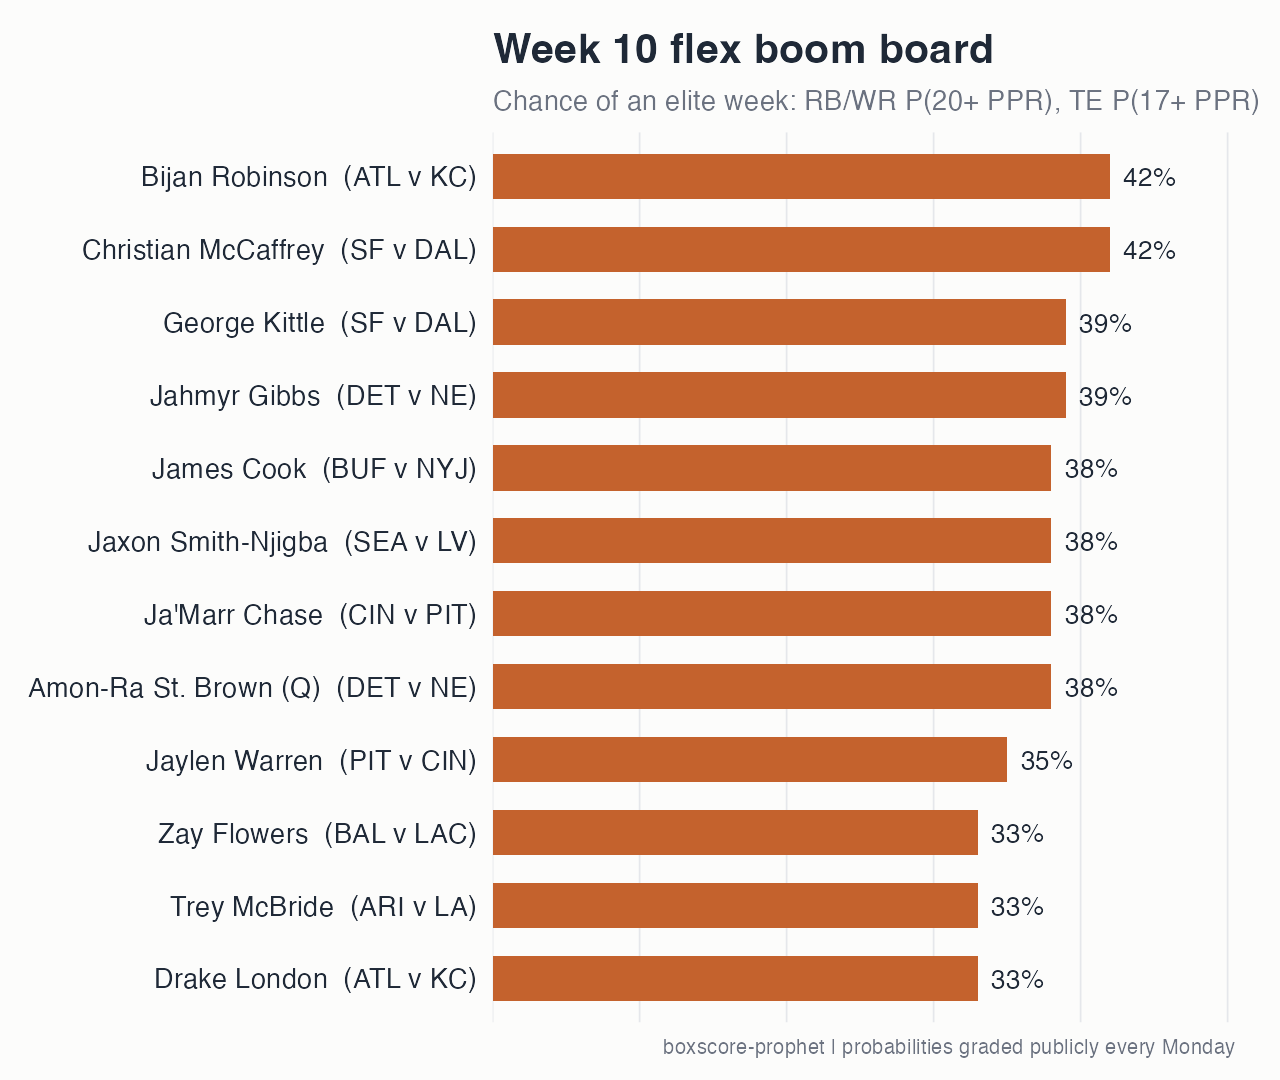 Week 10 flex boom board
Chance of an elite week: RB/WR P(20+ PPR), TE P(17+ PPR)
Bijan Robinson (ATL v KC) 42%
Christian McCaffrey (SF v DAL) 42%
George Kittle (SF v DAL) 39%
Jahmyr Gibbs (DET v NE) 39%
James Cook (BUF v NYJ) 38%
Jaxon Smith-Njigba (SEA v LV) 38%
Ja'Marr Chase (CIN v PIT) 38%
Amon-Ra St. Brown (Q) (DET v NE) 38%
Jaylen Warren (PIT v CIN) 35%
Zay Flowers (BAL v LAC) 33%
Trey McBride (ARI v LA) 33%
Drake London (ATL v KC) 33%
boxscore-prophet | probabilities graded publicly every Monday